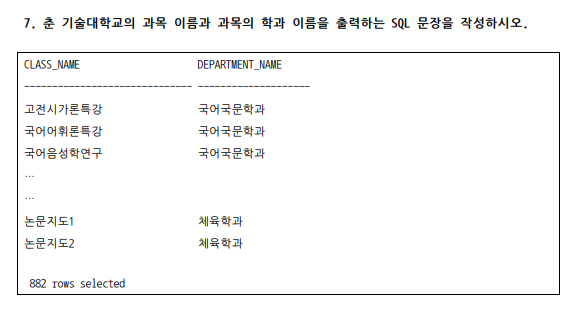 7. 춘 기술대학교의 과목 이름과 과목의 학과 이름을 출력하는 SQL 문장을 작성하시오.
CLASS_NAME DEPARTMENT_NAME
------------------------------ --------------------
고전시가론특강 국어국문학과
국어어휘론특강 국어국문학과
국어음성학연구 국어국문학과
…
…
논문지도1 체육학과
논문지도2 체육학과
882 rows selected